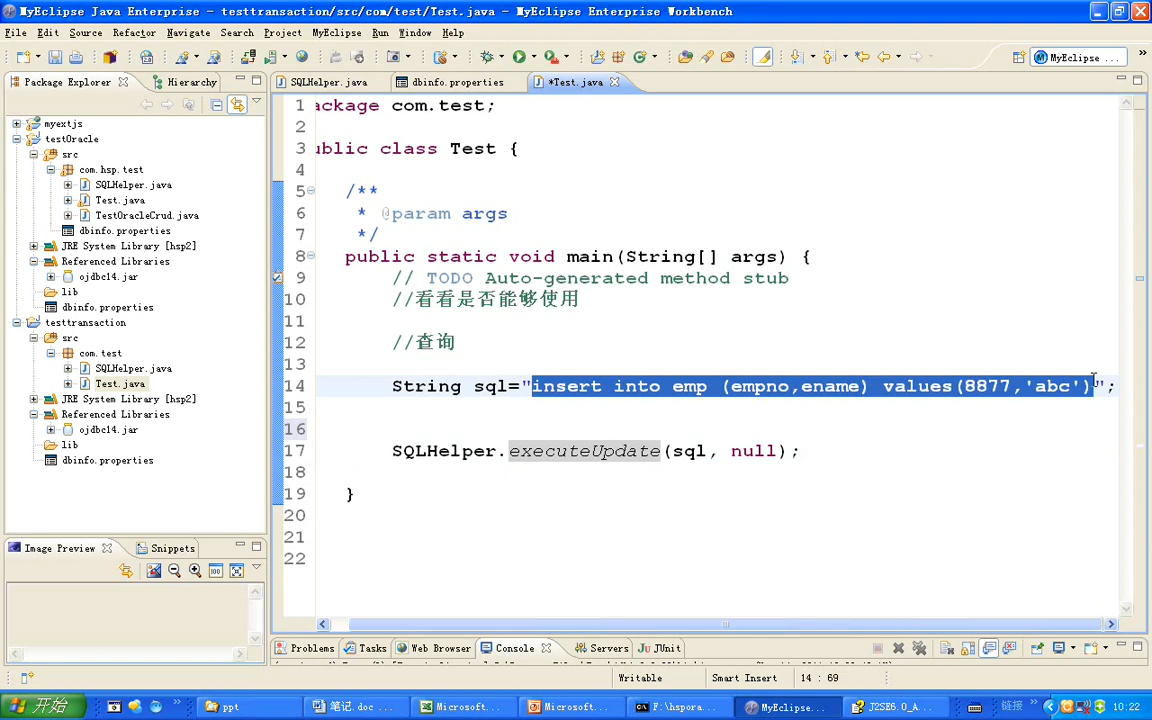 MyEclipse Java Enterprise - testtransaction/src/com/test/Test.java - MyEclipse Enterprise Workbench
File Edit Source Refactor Navigate Search Project MyEclipse Run Window Help
MyEclipse ...
Package Explorer
Hierarchy
myextjs
testOracle
src
com.hsp.test
SQLHelper.java
Test.java
TestOracleCrud.java
dbinfo.properties
JRE System Library [hsp2]
Referenced Libraries
ojdbc14.jar
lib
dbinfo.properties
testtransaction
src
com.test
SQLHelper.java
Test.java
JRE System Library [hsp2]
Referenced Libraries
ojdbc14.jar
lib
dbinfo.properties
Image Preview
Snippets
SQLHelper.java
dbinfo.properties
*Test.java
1 ackage com.test;
2
3 ublic class Test {
4
5 /**
6 * @param args
7 */
8 public static void main(String[] args) {
9 // TODO Auto-generated method stub
10 //看看是否能够使用
11
12 //查询
13
14 String sql="insert into emp (empno,ename) values(8877,'abc')";
15
16
17 SQLHelper.executeUpdate(sql, null);
18
19 }
20
21
22
Problems Tasks Web Browser Console Servers JUnit
Writable Smart Insert 14 : 69
开始 ppt 笔记.doc ... Microsoft... Microsoft... F:\hspora... MyEclipse... J2SE6.0_A... 链接 10:22